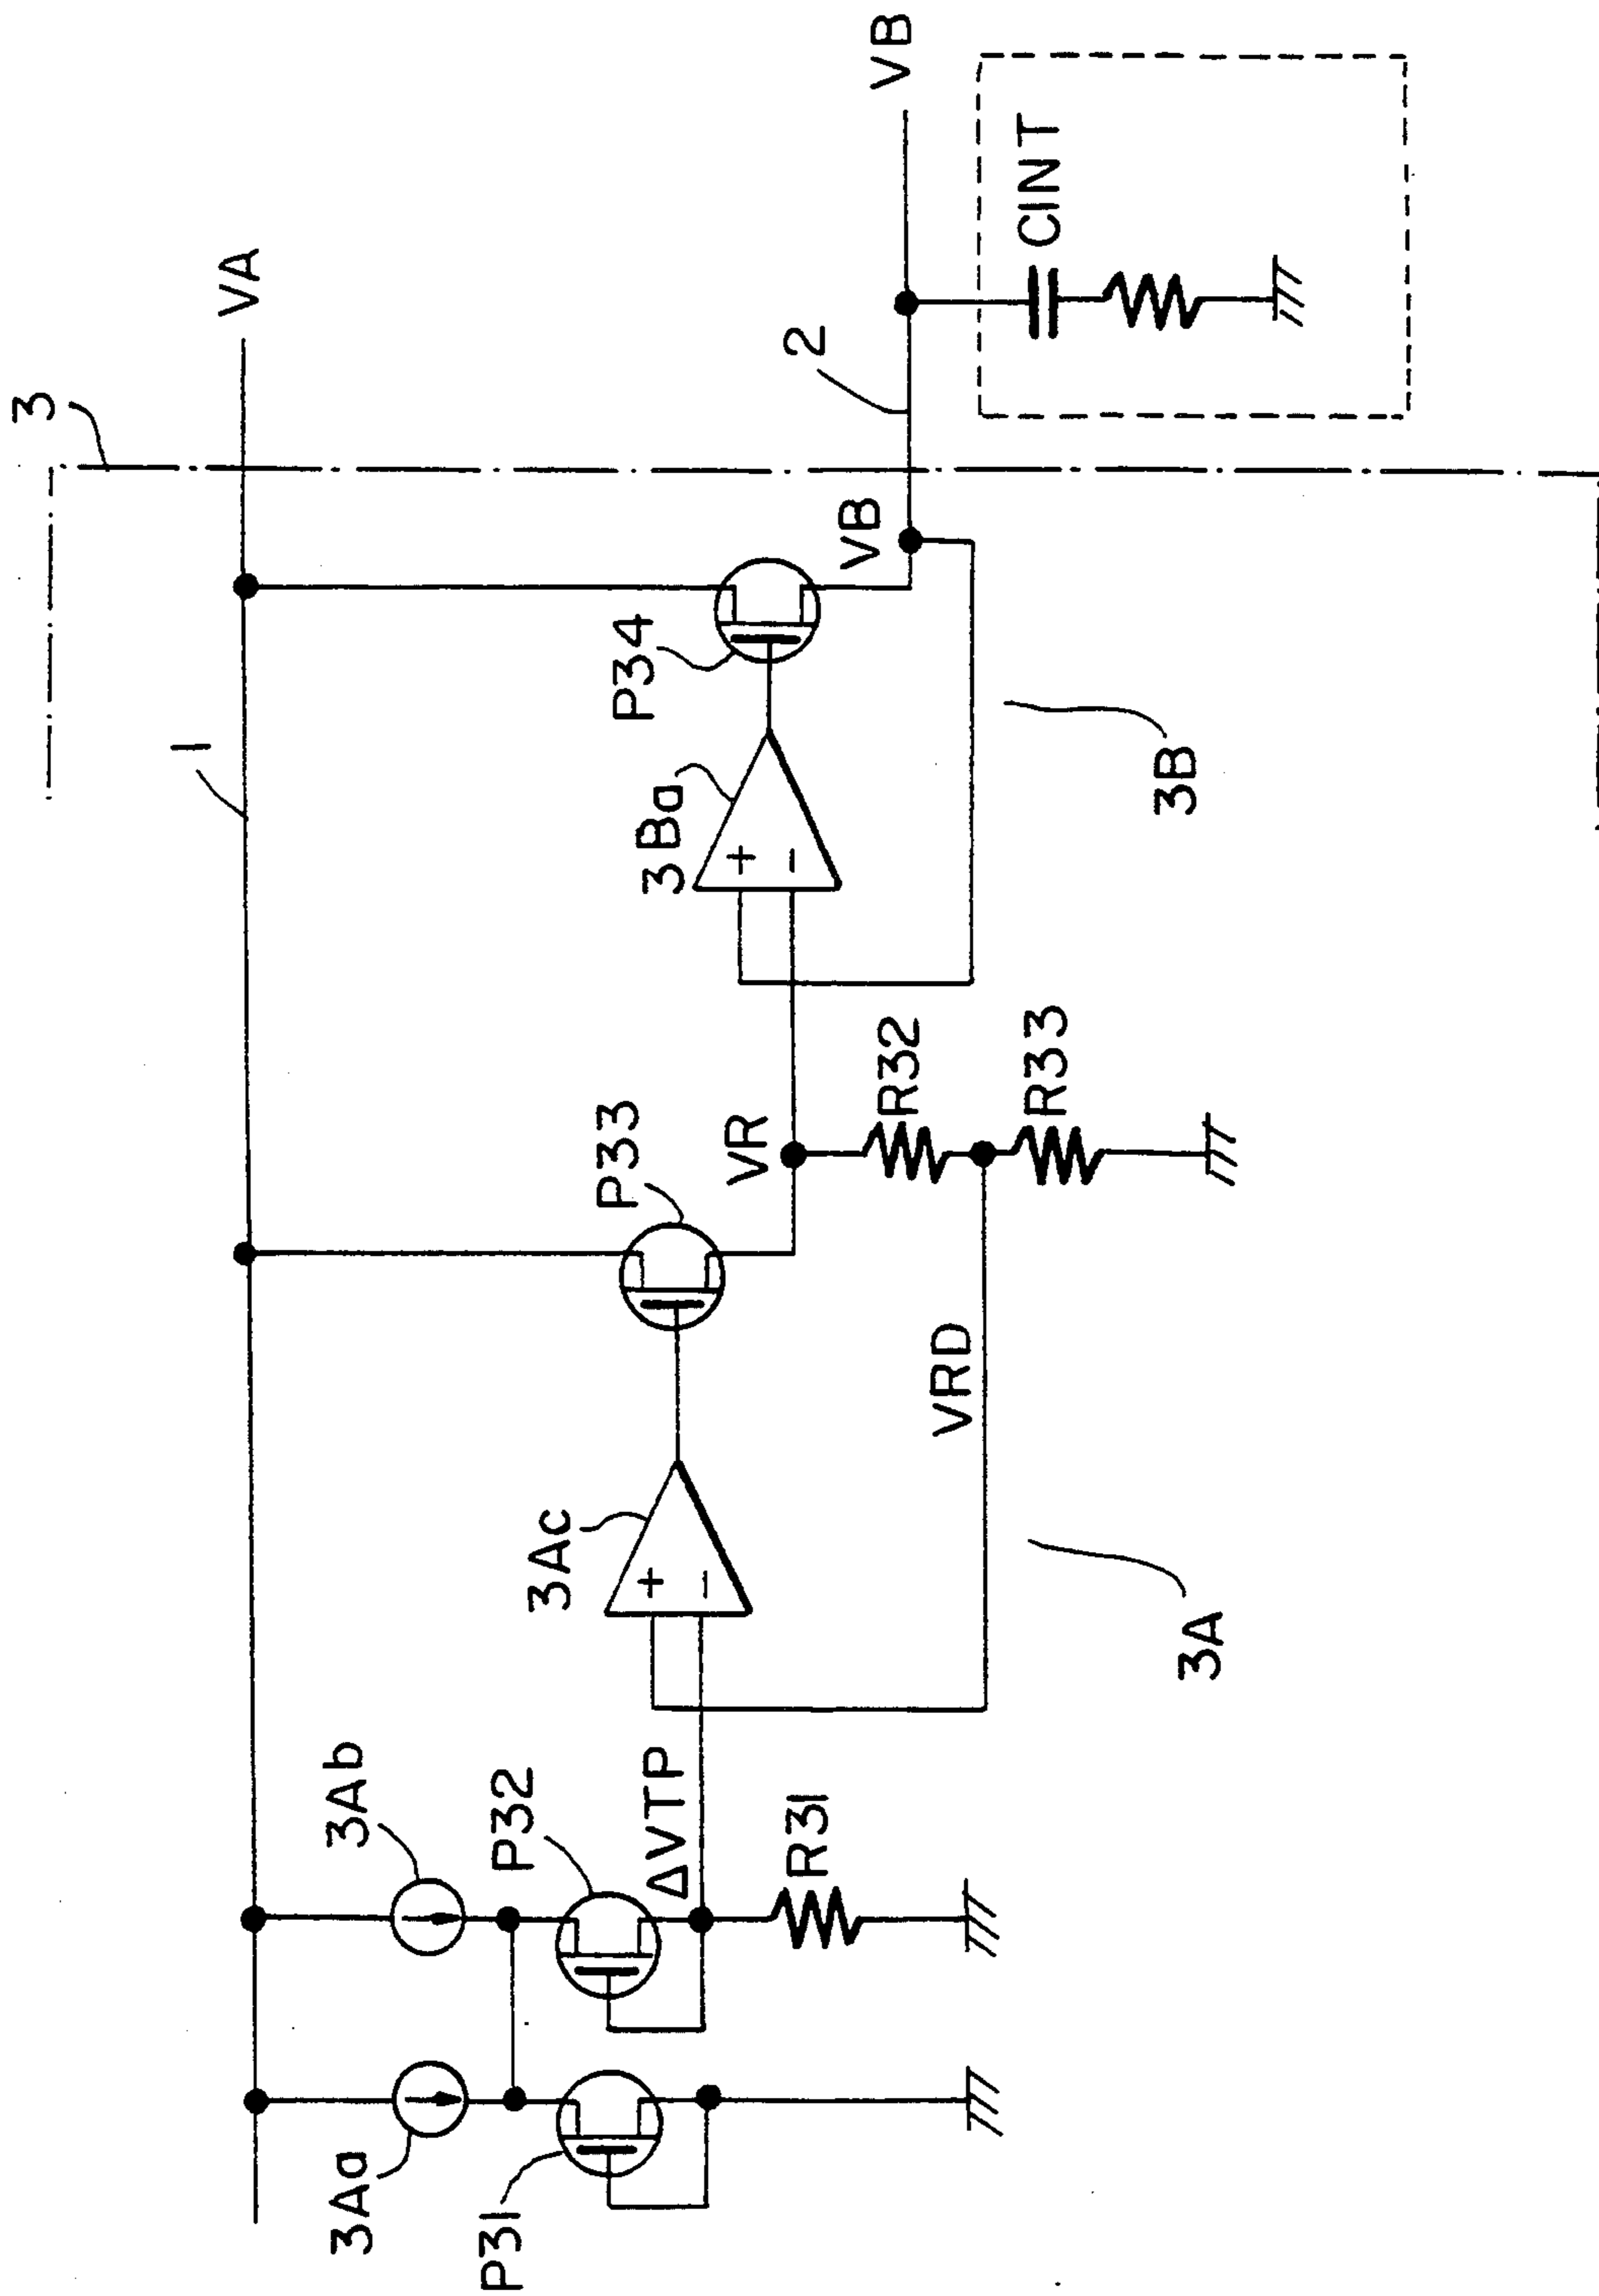 3
VA
VB
1
2
P34
VB
CINT
3Ba
+
−
3B
P33
VR
R32
R33
3Ac
+
−
VRD
3A
3Ab
P32
ΔVTP
R31
3Aa
P31